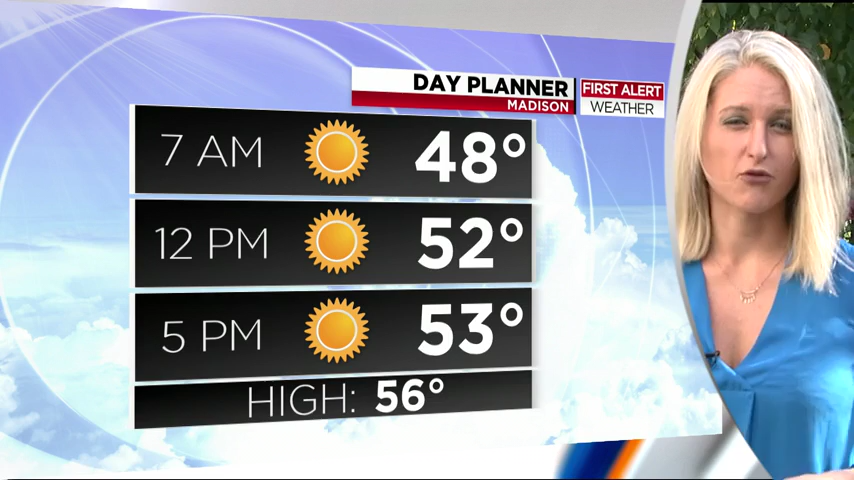 DAY PLANNER
MADISON
FIRST ALERT
WEATHER
7 AM 48°
12 PM 52°
5 PM 53°
HIGH: 56°